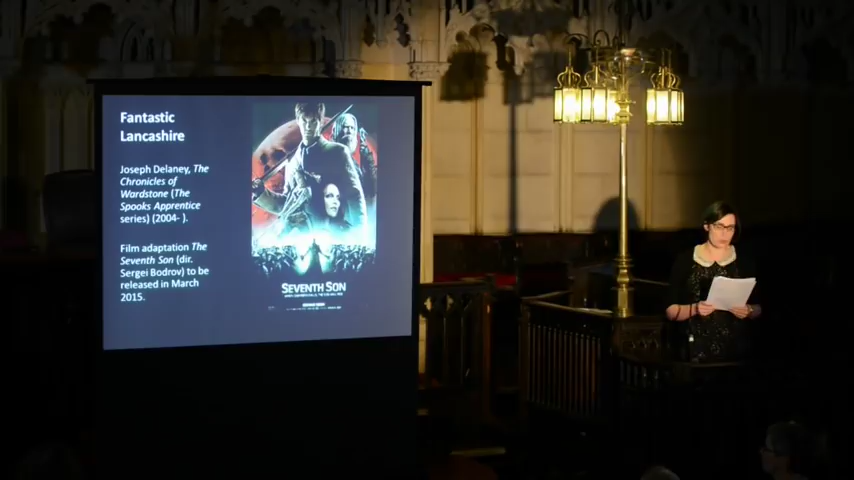 Fantastic
Lancashire
Joseph Delaney, The
Chronicles of
Wardstone (The
Spooks Apprentice
series) (2004- ).
Film adaptation The
Seventh Son (dir.
Sergei Bodrov) to be
released in March
2015.
SEVENTH SON